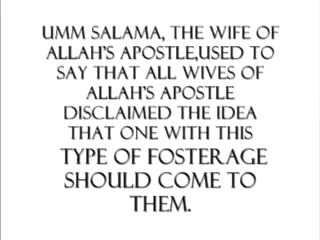 UMM SALAMA, THE WIFE OF
ALLAH'S APOSTLE,USED TO
SAY THAT ALL WIVES OF
ALLAH'S APOSTLE
DISCLAIMED THE IDEA
THAT ONE WITH THIS
TYPE OF FOSTERAGE
SHOULD COME TO
THEM.